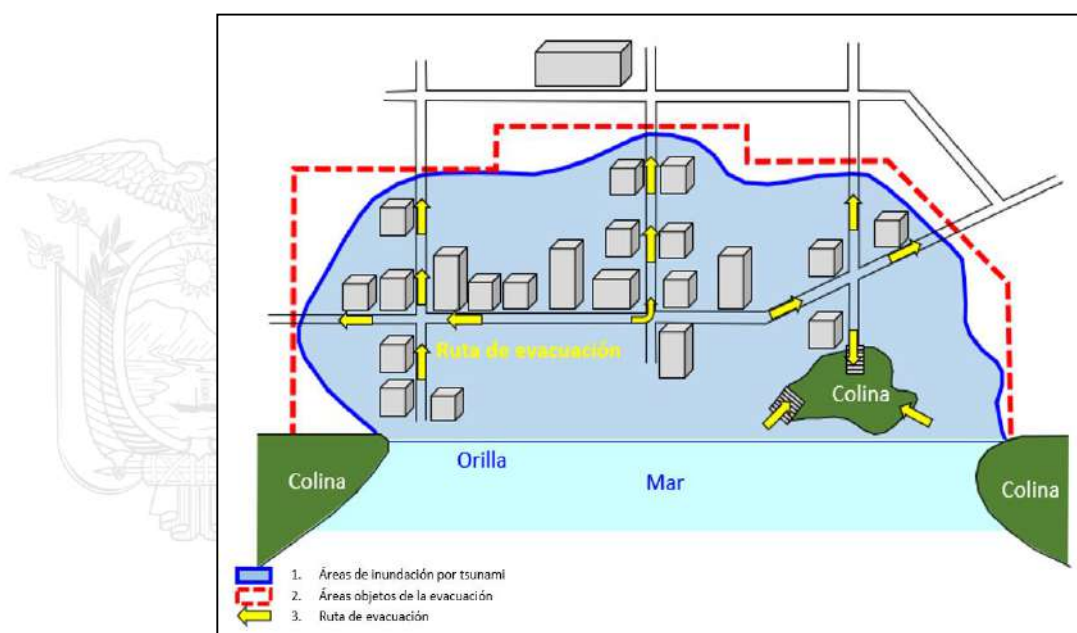 Ruta de evacuación
Colina
Colina
Orilla
Mar
Colina
1. Áreas de inundación por tsunami
2. Áreas objetos de la evacuación
3. Ruta de evacuación